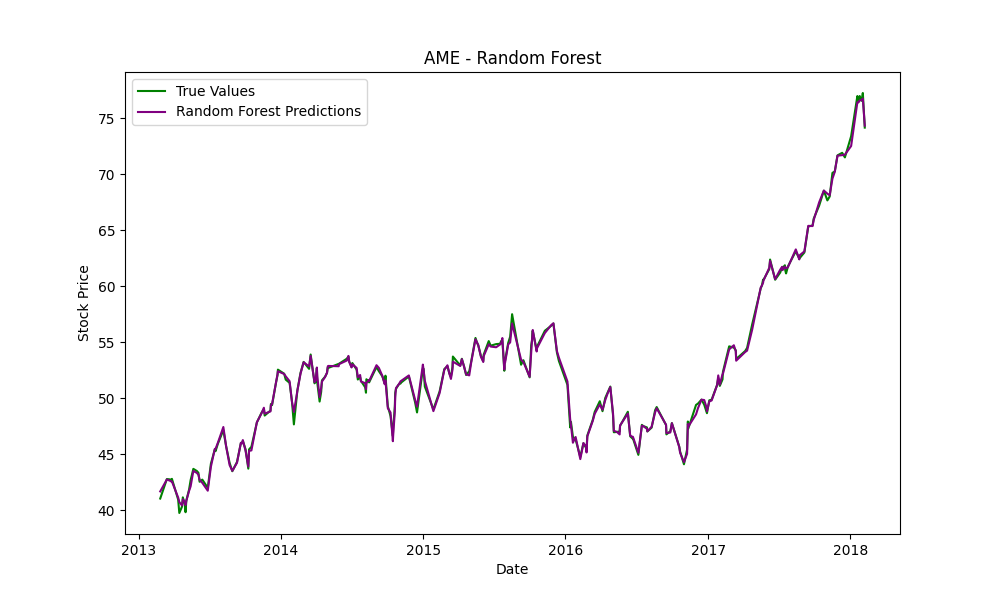 AME - Random Forest
True Values
Random Forest Predictions
Stock Price
75
70
65
60
55
50
45
40
2013
2014
2015
2016
2017
2018
Date